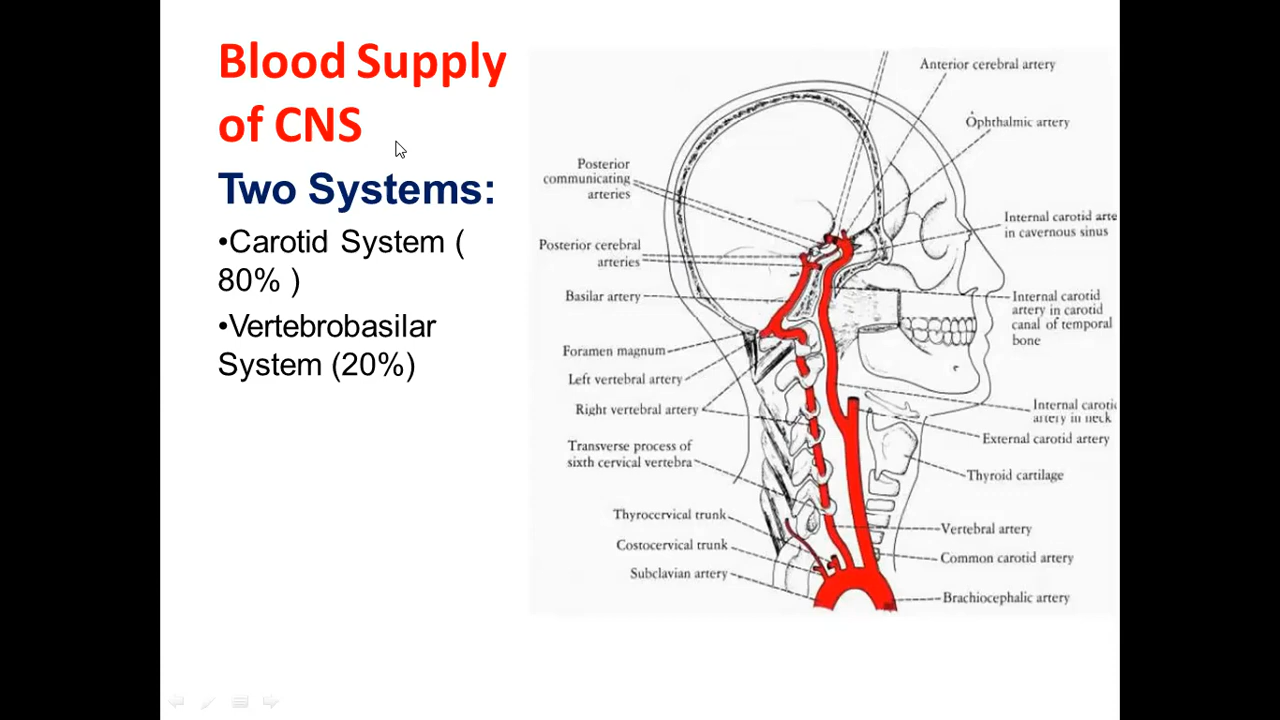 Blood Supply
of CNS
Two Systems:
•Carotid System (
80% )
•Vertebrobasilar
System (20%)
Anterior cerebral artery
Ophthalmic artery
Posterior
communicating
arteries
Internal carotid arte
in cavernous sinus
Posterior cerebral
arteries
Basilar artery
Internal carotid
artery in carotid
canal of temporal
bone
Foramen magnum
Left vertebral artery
Right vertebral artery
Internal carotic
artery in neck
External carotid artery
Transverse process of
sixth cervical vertebra
Thyroid cartilage
Thyrocervical trunk
Vertebral artery
Costocervical trunk
Common carotid artery
Subclavian artery
Brachiocephalic artery